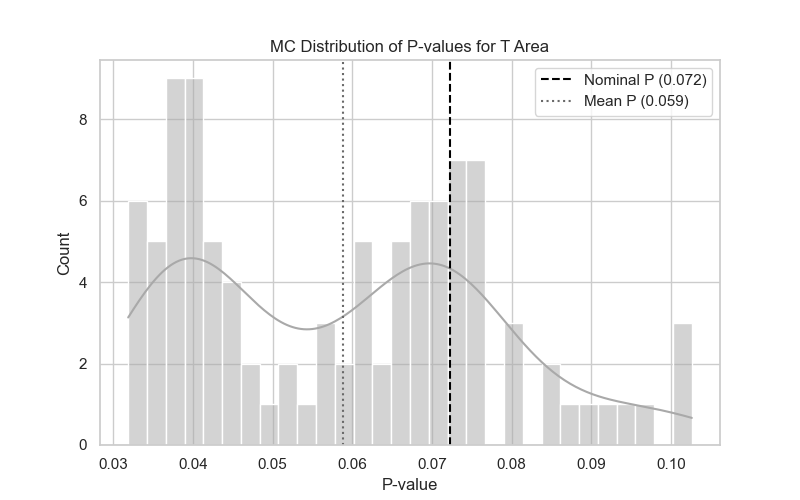 MC Distribution of P-values for T Area
Nominal P (0.072)
Mean P (0.059)
Count
8
6
4
2
0
0.03 0.04 0.05 0.06 0.07 0.08 0.09 0.10
P-value